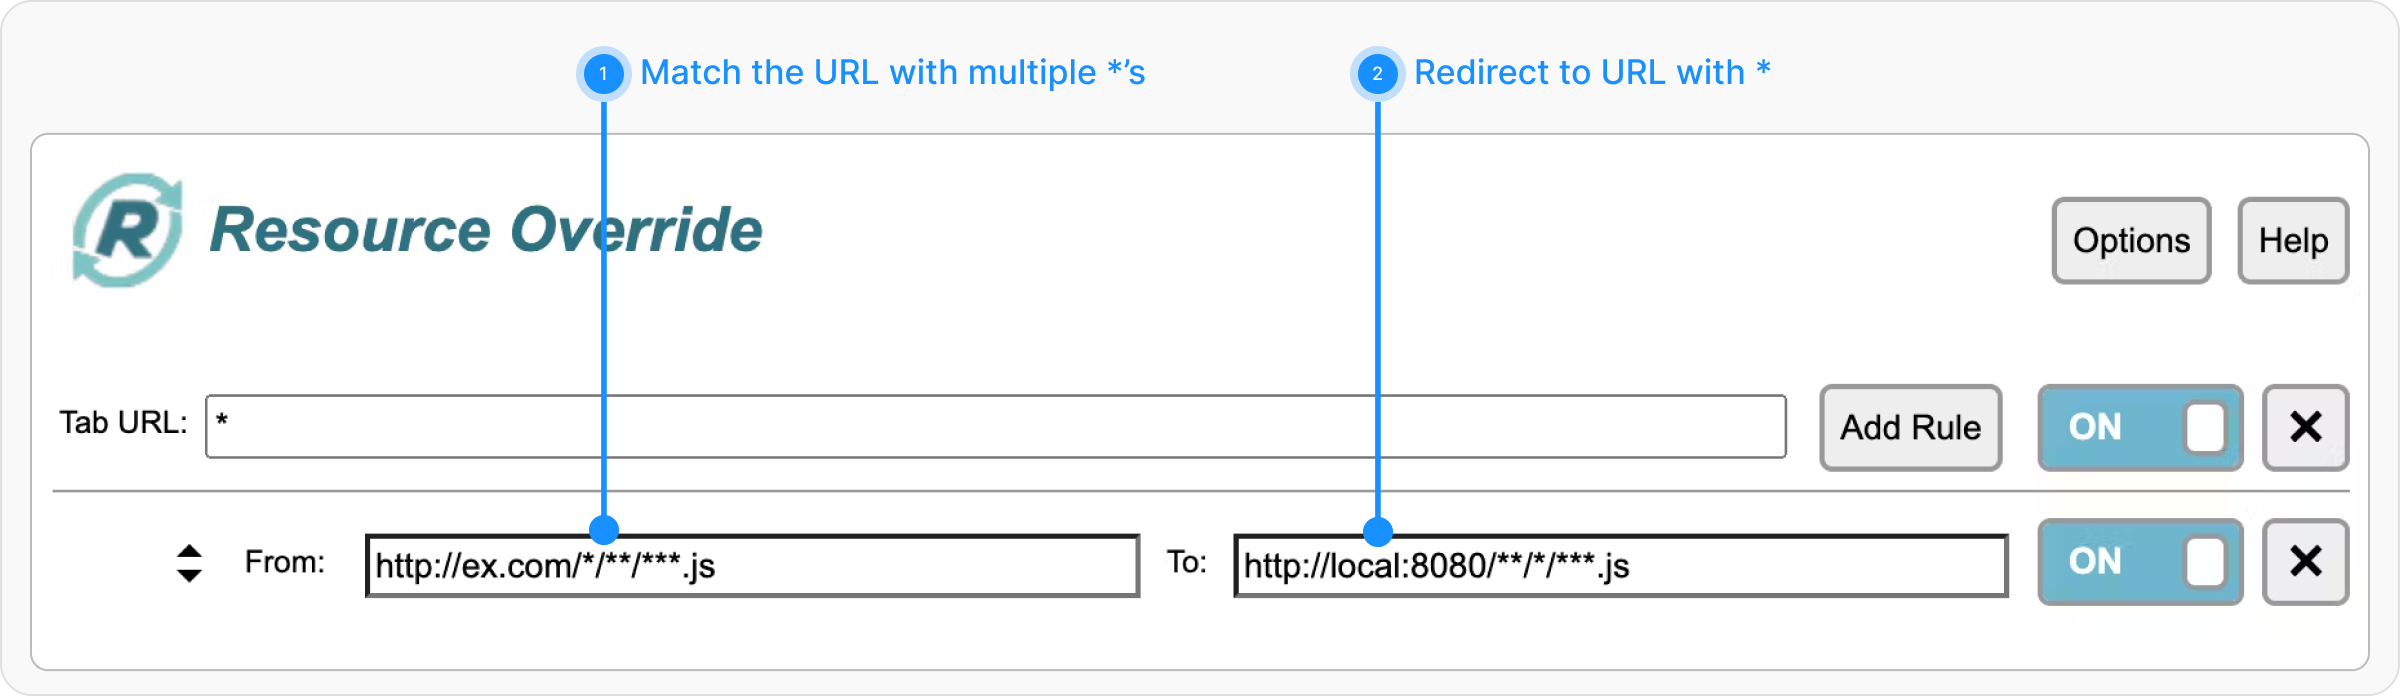 1 Match the URL with multiple *’s
2 Redirect to URL with *
R Resource Override
Options Help
Tab URL: * Add Rule ON ✕
From: http://ex.com/*/**/***.js To: http://local:8080/**/*/***.js ON ✕